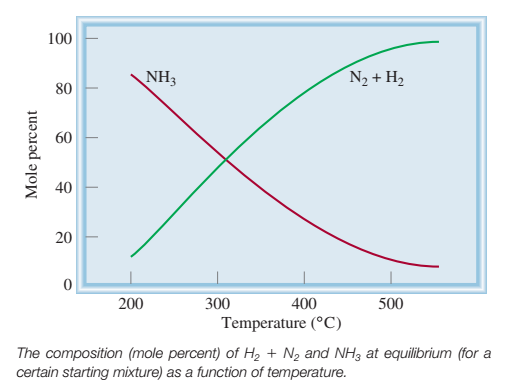 100
80
60
40
20
0
Mole percent
NH₃
N₂ + H₂
200 300 400 500
Temperature (°C)
The composition (mole percent) of H₂ + N₂ and NH₃ at equilibrium (for a
certain starting mixture) as a function of temperature.